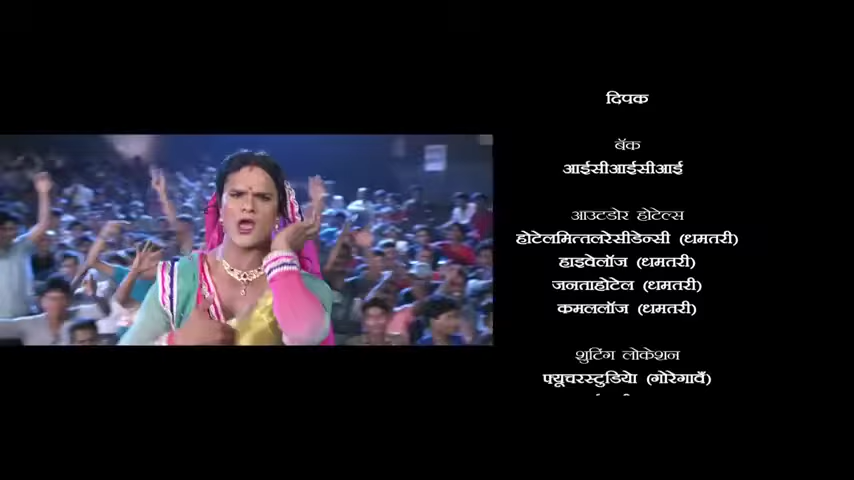 दिपक
बॅक
आईसीआईसीआई
आउटडोर होटेल्स
होटेलमित्तलरेसीडेन्सी (धमतरी)
हाइवेलॉज (धमतरी)
जनताहोटेल (धमतरी)
कमललॉज (धमतरी)
शुटिंग लोकेशन
फ्यूचरस्टुडियो (गोरेगावँ)